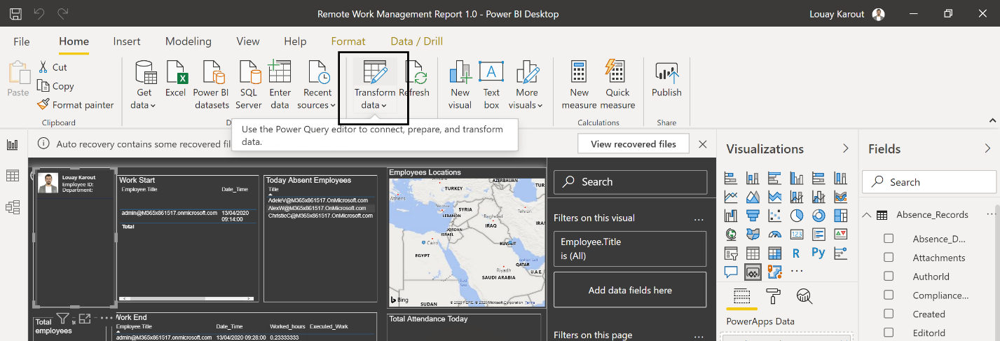 Remote Work Management Report 1.0 - Power BI Desktop
Louay Karout
File
Home
Insert
Modeling
View
Help
Format
Data / Drill
Paste
Cut
Copy
Format painter
Clipboard
Get
data
Excel
Power BI
datasets
SQL
Server
Enter
data
Recent
sources
Transform
data
Refresh
New
visual
A
Text
box
More
visuals
New
measure
Quick
measure
Calculations
Publish
Share
Use the Power Query editor to connect, prepare, and transform
data.
Auto recovery contains some recovered fil
View recovered files
Louay Karout
Employee ID:
Department:
Work Start
Employee.Title Date_Time
admin@M365x861517.onmicrosoft.com 13/04/2020
09:14:00
Total
Today Absent Employees
Title
AdeleV@M365x861517.OnMicrosoft.com
AlexW@M365x861517.OnMicrosoft.com
ChristieC@M365x861517.OnMicrosoft.com
Employees Locations
Ankara
AZERBAIJAN
TURKEY
Athens
Nicosia
Tehran
SYRIA
LEBANON
Baghdad
IRAQ
ISRAEL
JORDAN
Cairo
KUWAIT
EGYPT
Riyadh
QATAR
U.A.E.
SAUDI ARABIA
Red
Sea
SUDAN
Bing
© 2020 HERE, © 2020 Microsoft Corporation Terms
Total
employees
Work End
Employee.Title Date_Time Worked_hours Executed_Work
admin@M365x861517.onmicrosoft.com 13/04/2020 09:28:00 0.23333333
Total Attendance Today
Search
Filters on this visual
Employee.Title
is (All)
Add data fields here
Filters on this page
Visualizations
123
R
Py
PowerApps Data
Fields
Search
Absence_Records
Absence_D...
Attachments
AuthorId
Compliance...
Created
EditorId